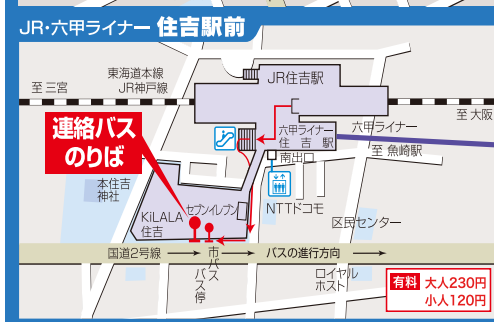 JR・六甲ライナー 住吉駅前
東海道本線
JR神戸線
至 三宮
JR住吉駅
至 大阪
連絡バス
のりば
六甲ライナー
住吉駅
六甲ライナー
至 魚崎駅
南出口
本住吉
神社
KiLALA
住吉
セブンイレブン
NTTドコモ
区民センター
国道2号線
市バス
バス停
バスの進行方向
ロイヤル
ホスト
有料 大人230円
小人120円